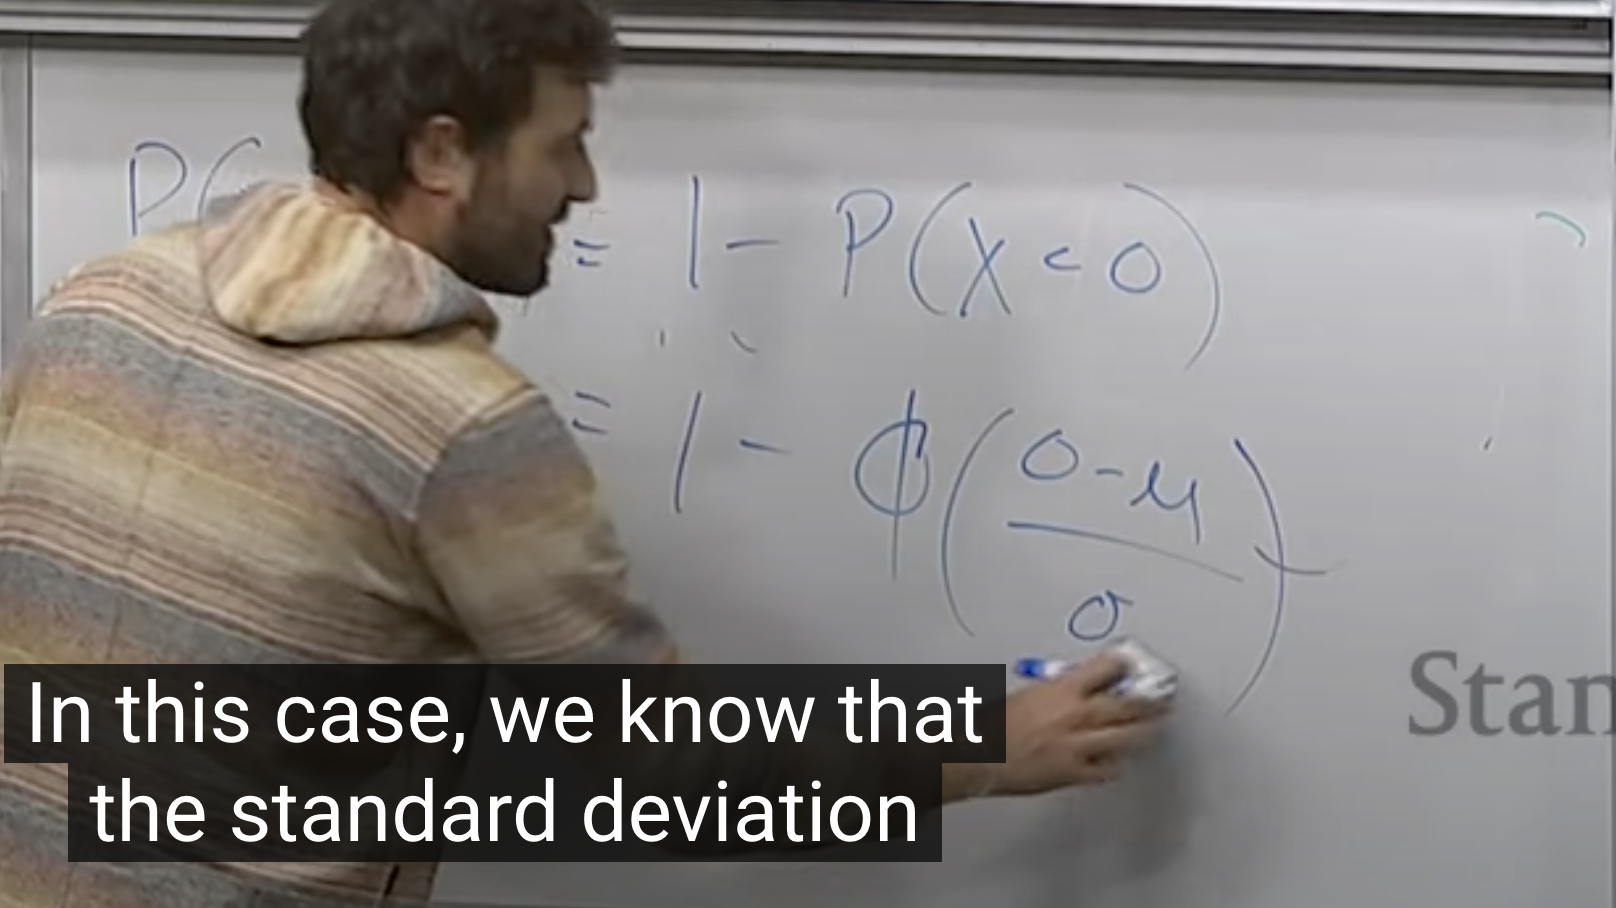 P( = 1 - P(X < 0)
= 1 - Φ((0 - μ) / σ)
Stan
In this case, we know that
the standard deviation